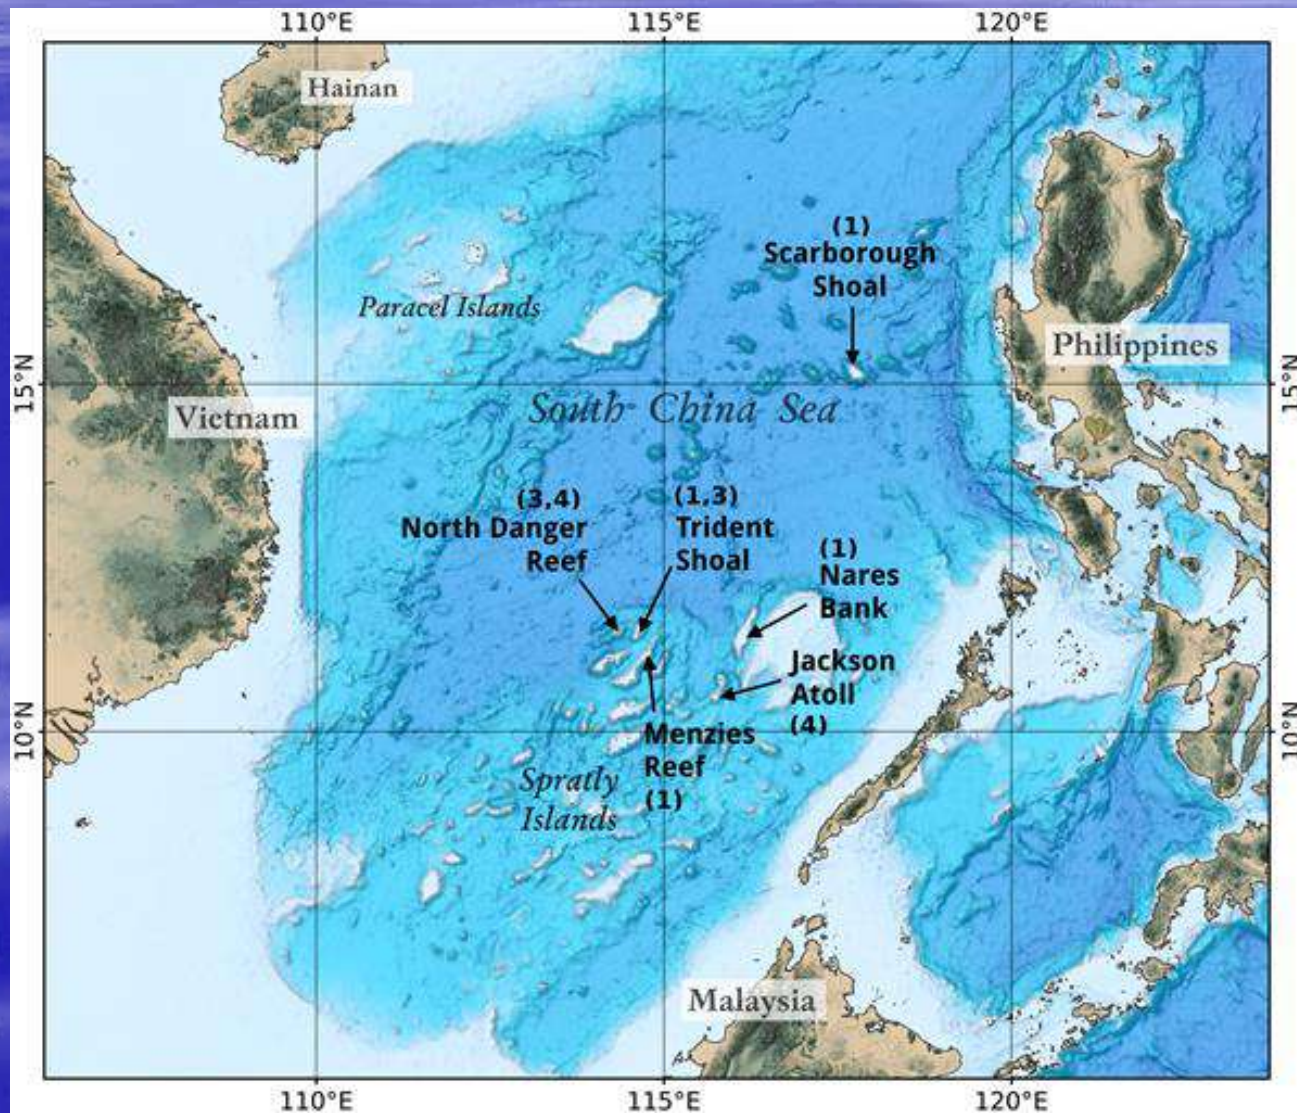 110°E
115°E
120°E
Hainan
(1)
Scarborough
Shoal
Paracel Islands
Philippines
15°N
15°N
South China Sea
Vietnam
(3,4)
North Danger
Reef
(1,3)
Trident
Shoal
(1)
Nares
Bank
Jackson
Atoll
(4)
10°N
10°N
Menzies
Reef
(1)
Spratly
Islands
Malaysia
110°E
115°E
120°E